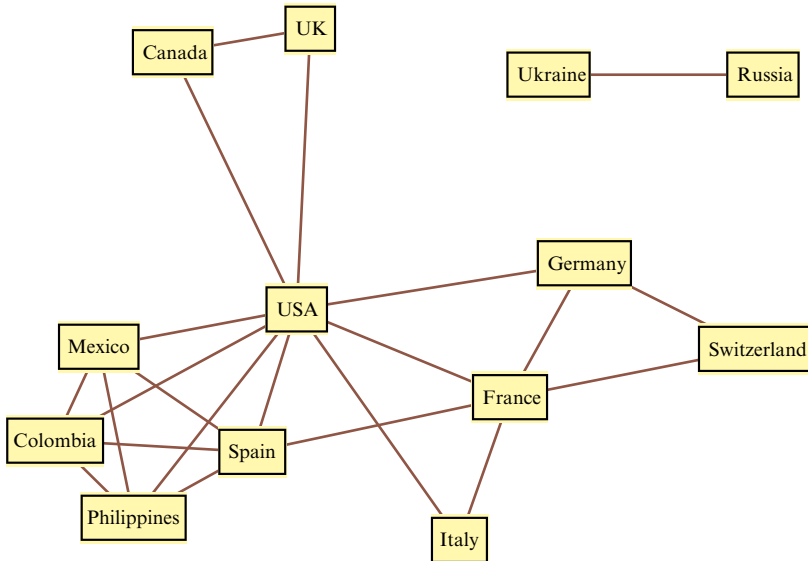 UK
Canada
Ukraine
Russia
Germany
USA
Mexico
Switzerland
France
Colombia
Spain
Philippines
Italy